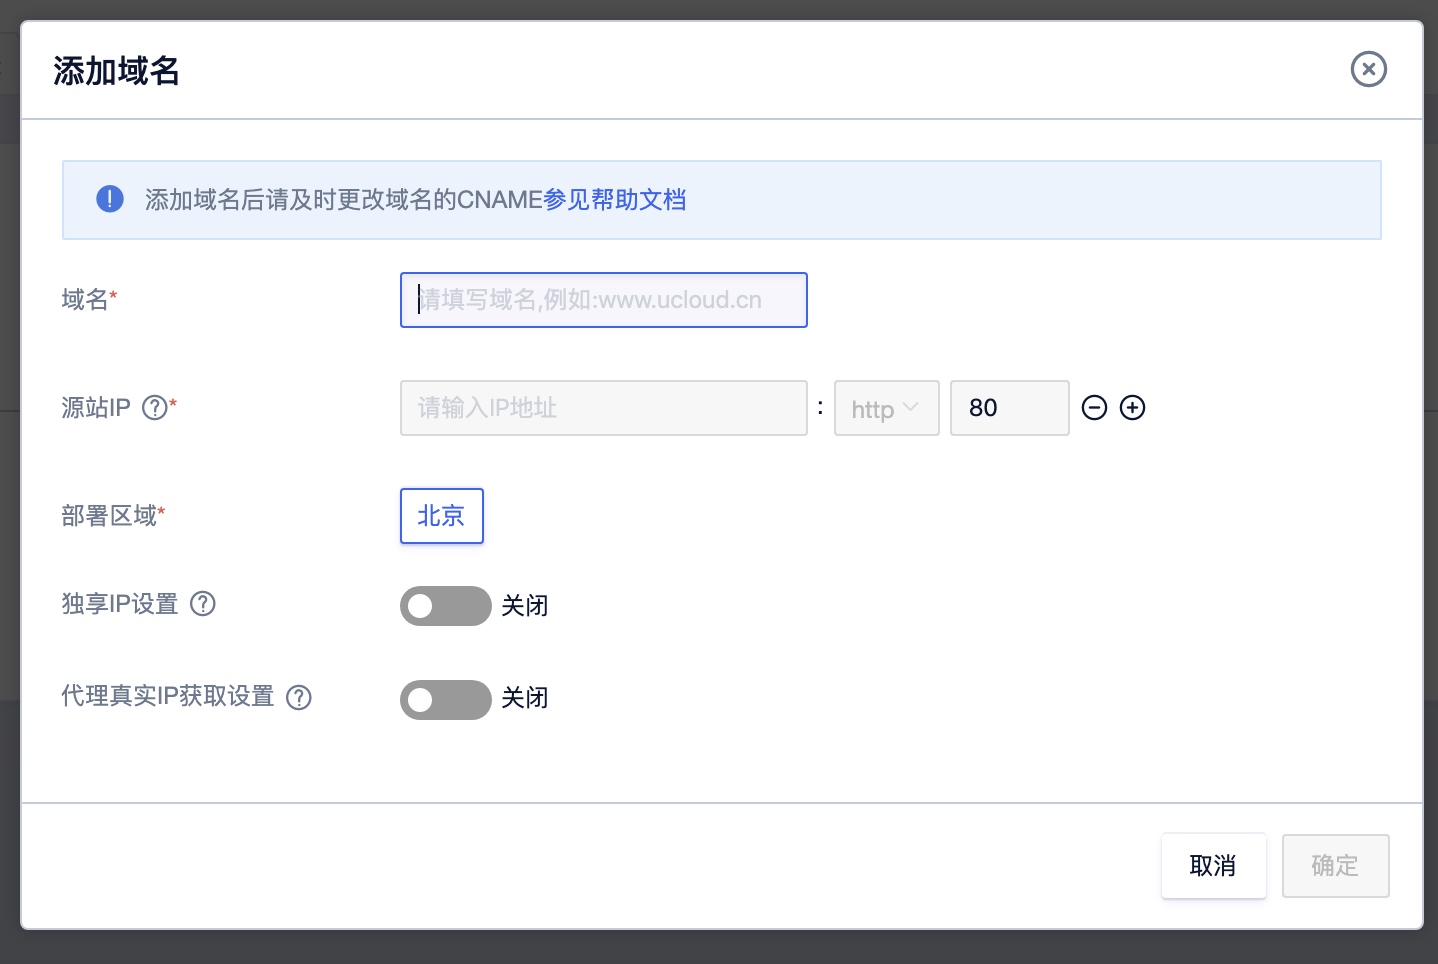 添加域名
添加域名后请及时更改域名的CNAME参见帮助文档
域名* 请填写域名,例如:www.ucloud.cn
源站IP ?* 请输入IP地址 : http 80
部署区域* 北京
独享IP设置 ? 关闭
代理真实IP获取设置 ? 关闭
取消 确定